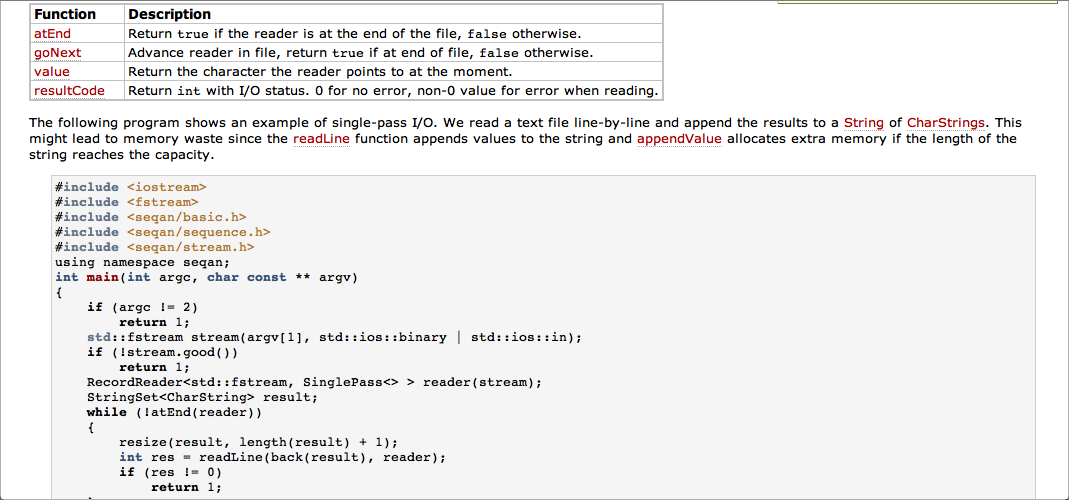 Function Description
atEnd Return true if the reader is at the end of the file, false otherwise.
goNext Advance reader in file, return true if at end of file, false otherwise.
value Return the character the reader points to at the moment.
resultCode Return int with I/O status. 0 for no error, non-0 value for error when reading.
The following program shows an example of single-pass I/O. We read a text file line-by-line and append the results to a String of CharStrings. This
might lead to memory waste since the readLine function appends values to the string and appendValue allocates extra memory if the length of the
string reaches the capacity.
#include <iostream>
#include <fstream>
#include <seqan/basic.h>
#include <seqan/sequence.h>
#include <seqan/stream.h>
using namespace seqan;
int main(int argc, char const ** argv)
{
    if (argc != 2)
        return 1;
    std::fstream stream(argv[1], std::ios::binary | std::ios::in);
    if (!stream.good())
        return 1;
    RecordReader<std::fstream, SinglePass<> > reader(stream);
    StringSet<CharString> result;
    while (!atEnd(reader))
    {
        resize(result, length(result) + 1);
        int res = readLine(back(result), reader);
        if (res != 0)
            return 1;